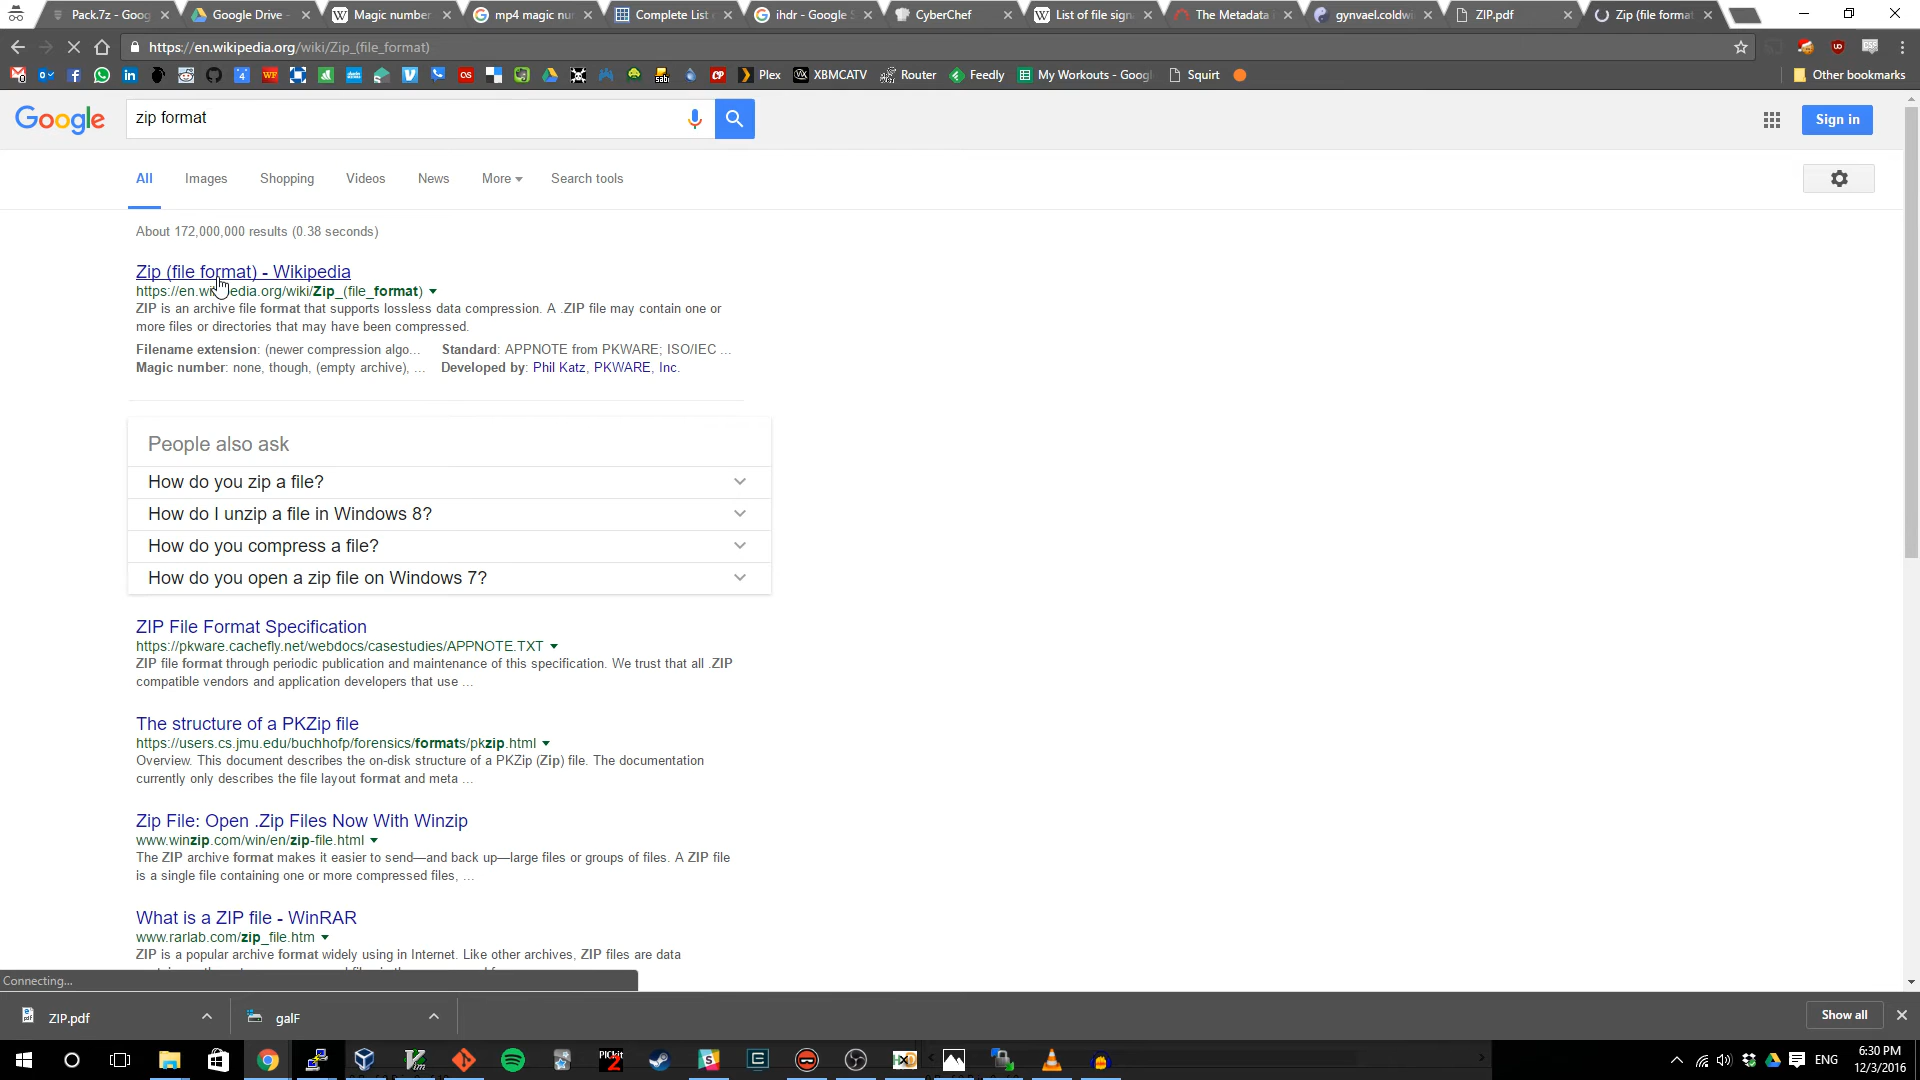 Pack.7z - Goog
Google Drive -
Magic number
mp4 magic nu
Complete List
ihdr - Google S
CyberChef
List of file sign
The Metadata
gynvael.coldwi
ZIP.pdf
Zip (file format
https://en.wikipedia.org/wiki/Zip_(file_format)
Plex
XBMCATV
Router
Feedly
My Workouts - Googl
Squirt
Other bookmarks
Google
zip format
Sign in
All
Images
Shopping
Videos
News
More
Search tools
About 172,000,000 results (0.38 seconds)
Zip (file format) - Wikipedia
https://en.wikipedia.org/wiki/Zip_(file_format)
ZIP is an archive file format that supports lossless data compression. A .ZIP file may contain one or
more files or directories that may have been compressed.
Filename extension: (newer compression algo... Standard: APPNOTE from PKWARE; ISO/IEC ...
Magic number: none, though, (empty archive), ... Developed by: Phil Katz, PKWARE, Inc.
People also ask
How do you zip a file?
How do I unzip a file in Windows 8?
How do you compress a file?
How do you open a zip file on Windows 7?
ZIP File Format Specification
https://pkware.cachefly.net/webdocs/casestudies/APPNOTE.TXT
ZIP file format through periodic publication and maintenance of this specification. We trust that all .ZIP
compatible vendors and application developers that use ...
The structure of a PKZip file
https://users.cs.jmu.edu/buchhofp/forensics/formats/pkzip.html
Overview. This document describes the on-disk structure of a PKZip (Zip) file. The documentation
currently only describes the file layout format and meta ...
Zip File: Open .Zip Files Now With Winzip
www.winzip.com/win/en/zip-file.html
The ZIP archive format makes it easier to send—and back up—large files or groups of files. A ZIP file
is a single file containing one or more compressed files, ...
What is a ZIP file - WinRAR
www.rarlab.com/zip_file.htm
ZIP is a popular archive format widely using in Internet. Like other archives, ZIP files are data
Connecting...
ZIP.pdf
galF
Show all
ENG
6:30 PM
12/3/2016